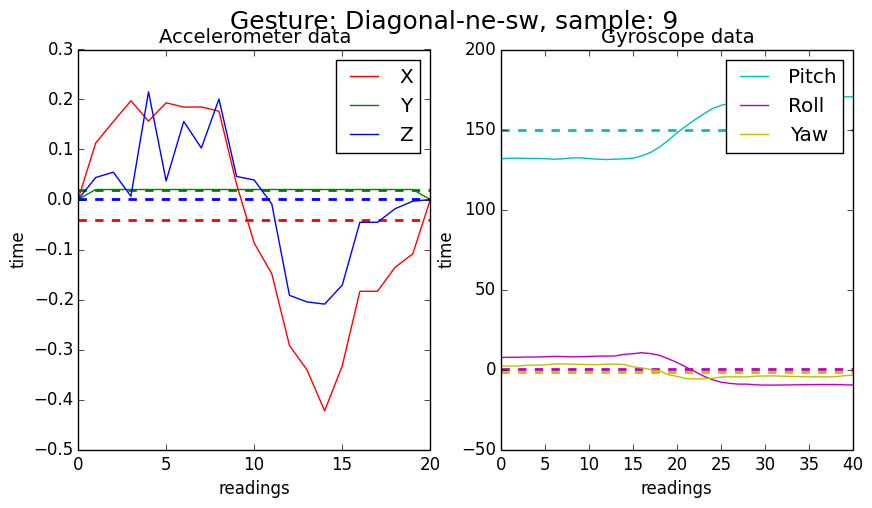 Gesture: Diagonal-ne-sw, sample: 9
Accelerometer data
0.3
0.2
0.1
0.0
−0.1
−0.2
−0.3
−0.4
−0.5
time
0
5
10
15
20
readings
X
Y
Z
Gyroscope data
200
150
100
50
0
−50
time
0
5
10
15
20
25
30
35
40
readings
Pitch
Roll
Yaw